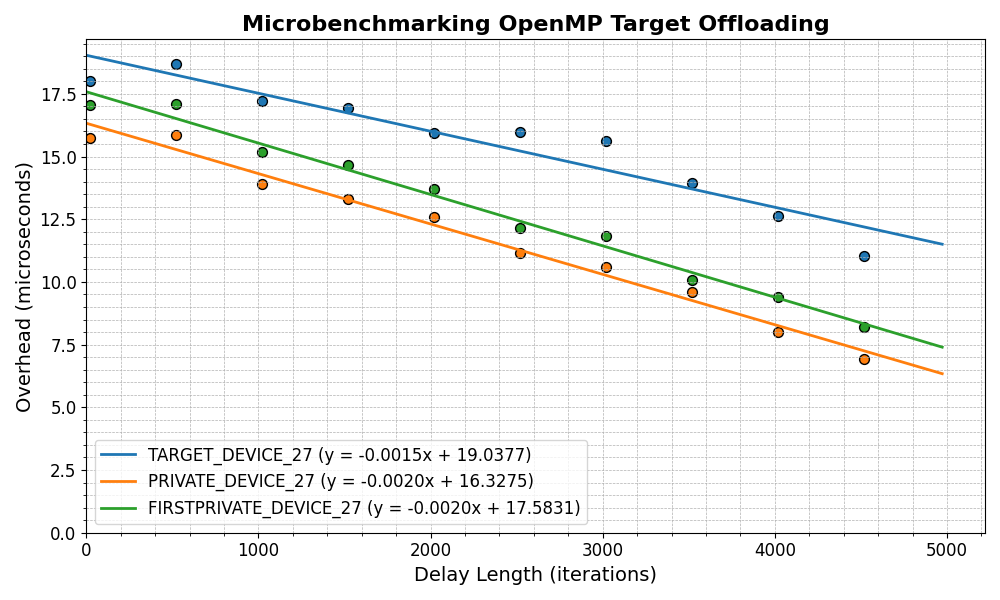 Microbenchmarking OpenMP Target Offloading
Overhead (microseconds)
17.5
15.0
12.5
10.0
7.5
5.0
2.5
0.0
TARGET_DEVICE_27 (y = -0.0015x + 19.0377)
PRIVATE_DEVICE_27 (y = -0.0020x + 16.3275)
FIRSTPRIVATE_DEVICE_27 (y = -0.0020x + 17.5831)
0 1000 2000 3000 4000 5000
Delay Length (iterations)